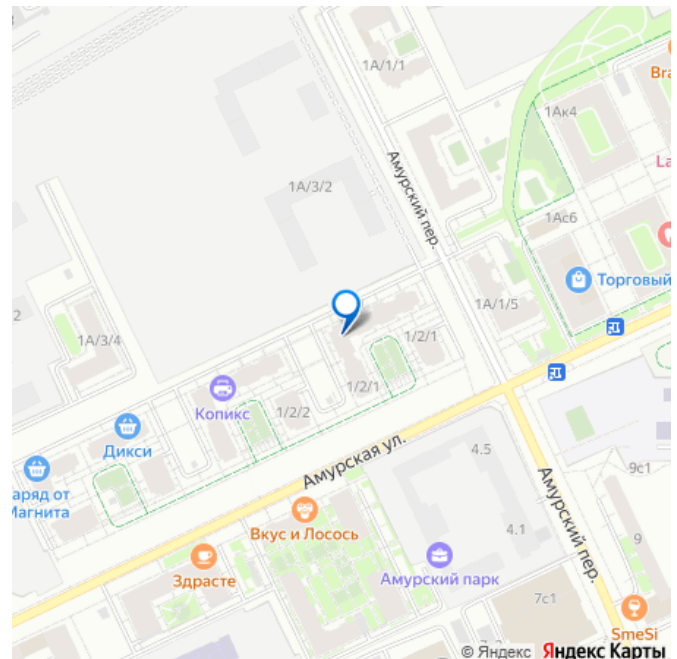 1А/1/1
Bra
1Ак4
La
Амурский пер.
1А/3/2
1Ас6
Торговый
1А/1/5
2
1А/3/4
1/2/1
1/2/1
Копикс
1/2/2
Дикси
Амурская ул.
4.5
9с1
аряд от
Магнита
Вкус и Лосось
Амурский пер.
4.1
9
Здрасте
Амурский парк
7с1
SmeSi
© Яндекс Яндекс Карты